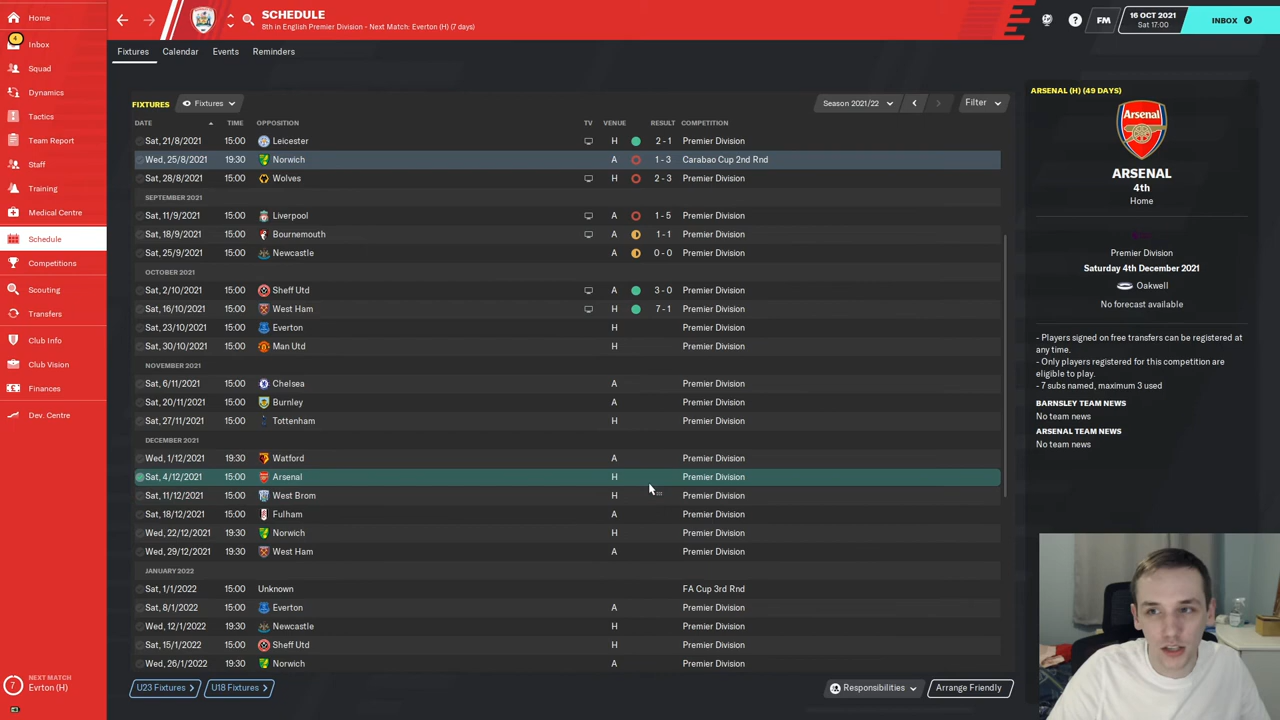 Home
SCHEDULE
8th in English Premier Division - Next Match: Everton (H) (7 days)
FM
16 OCT 2021
Sat 17:00
INBOX
4
Inbox
Squad
Dynamics
Tactics
Team Report
Staff
Training
Medical Centre
Schedule
Competitions
Scouting
Transfers
Club Info
Club Vision
Finances
Dev. Centre
7
NEXT MATCH
Evrton (H)
Fixtures Calendar Events Reminders
FIXTURES Fixtures Season 2021/22 Filter
DATE TIME OPPOSITION TV VENUE RESULT COMPETITION
Sat, 21/8/2021 15:00 Leicester H 2 - 1 Premier Division
Wed, 25/8/2021 19:30 Norwich A 1 - 3 Carabao Cup 2nd Rnd
Sat, 28/8/2021 15:00 Wolves H 2 - 3 Premier Division
SEPTEMBER 2021
Sat, 11/9/2021 15:00 Liverpool A 1 - 5 Premier Division
Sat, 18/9/2021 15:00 Bournemouth A 1 - 1 Premier Division
Sat, 25/9/2021 15:00 Newcastle A 0 - 0 Premier Division
OCTOBER 2021
Sat, 2/10/2021 15:00 Sheff Utd A 3 - 0 Premier Division
Sat, 16/10/2021 15:00 West Ham H 7 - 1 Premier Division
Sat, 23/10/2021 15:00 Everton H Premier Division
Sat, 30/10/2021 15:00 Man Utd H Premier Division
NOVEMBER 2021
Sat, 6/11/2021 15:00 Chelsea A Premier Division
Sat, 20/11/2021 15:00 Burnley A Premier Division
Sat, 27/11/2021 15:00 Tottenham H Premier Division
DECEMBER 2021
Wed, 1/12/2021 19:30 Watford A Premier Division
Sat, 4/12/2021 15:00 Arsenal H Premier Division
Sat, 11/12/2021 15:00 West Brom H Premier Division
Sat, 18/12/2021 15:00 Fulham A Premier Division
Wed, 22/12/2021 19:30 Norwich H Premier Division
Wed, 29/12/2021 19:30 West Ham A Premier Division
JANUARY 2022
Sat, 1/1/2022 15:00 Unknown FA Cup 3rd Rnd
Sat, 8/1/2022 15:00 Everton A Premier Division
Wed, 12/1/2022 19:30 Newcastle H Premier Division
Sat, 15/1/2022 15:00 Sheff Utd H Premier Division
Wed, 26/1/2022 19:30 Norwich A Premier Division
U23 Fixtures U18 Fixtures Responsibilities Arrange Friendly
ARSENAL (H) (49 DAYS)
Arsenal
ARSENAL
4th
Home
Premier Division
Saturday 4th December 2021
Oakwell
No forecast available
- Players signed on free transfers can be registered at
any time.
- Only players registered for this competition are
eligible to play.
- 7 subs named, maximum 3 used
BARNSLEY TEAM NEWS
No team news
ARSENAL TEAM NEWS
No team news